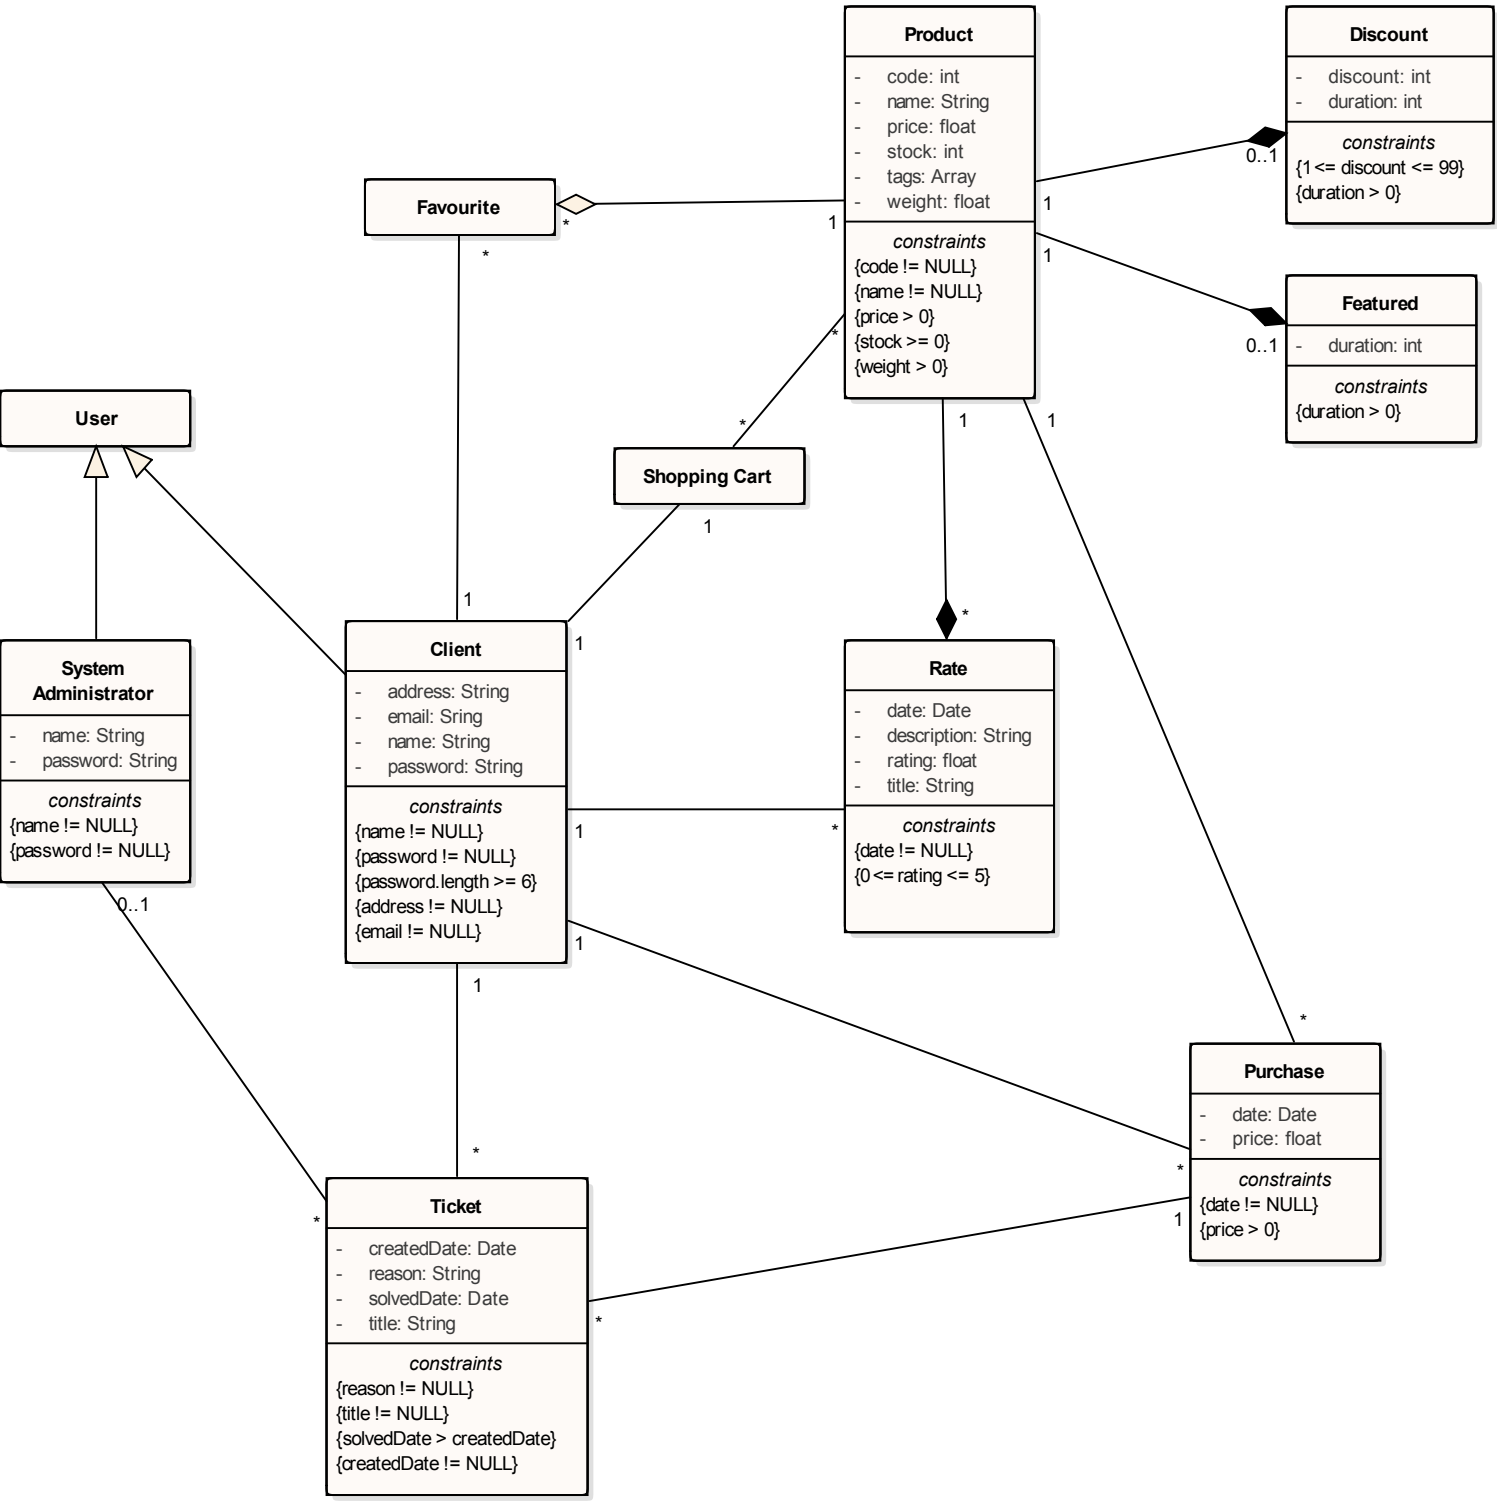 Product
- code: int
- name: String
- price: float
- stock: int
- tags: Array
- weight: float
constraints
{code != NULL}
{name != NULL}
{price > 0}
{stock >= 0}
{weight > 0}
Discount
- discount: int
- duration: int
constraints
{1 <= discount <= 99}
{duration > 0}
0..1
1
Favourite
*
1
*
1
Featured
- duration: int
constraints
{duration > 0}
0..1
*
*
User
Shopping Cart
1
1
1
1
1
*
System
Administrator
- name: String
- password: String
constraints
{name != NULL}
{password != NULL}
0..1
Client
- address: String
- email: Sring
- name: String
- password: String
constraints
{name != NULL}
{password != NULL}
{password.length >= 6}
{address != NULL}
{email != NULL}
Rate
- date: Date
- description: String
- rating: float
- title: String
constraints
{date != NULL}
{0 <= rating <= 5}
1
*
1
1
*
*
Purchase
- date: Date
- price: float
constraints
{date != NULL}
{price > 0}
*
1
*
Ticket
- createdDate: Date
- reason: String
- solvedDate: Date
- title: String
constraints
{reason != NULL}
{title != NULL}
{solvedDate > createdDate}
{createdDate != NULL}
*